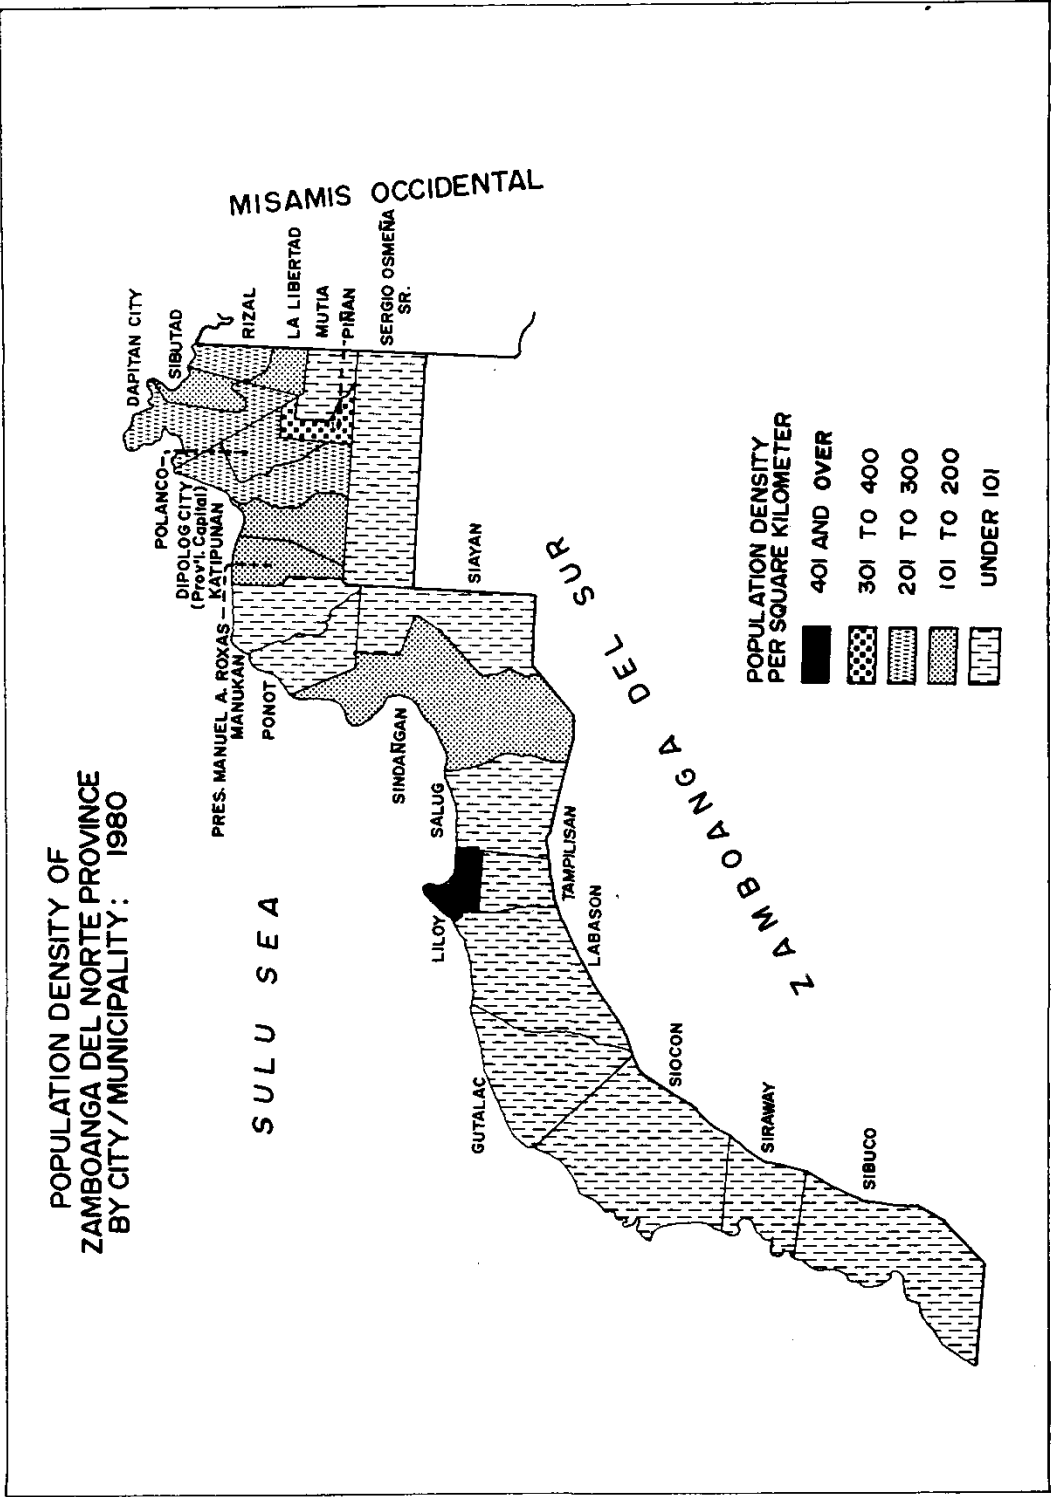 POPULATION DENSITY OF
ZAMBOANGA DEL NORTE PROVINCE
BY CITY/MUNICIPALITY: 1980
MISAMIS OCCIDENTAL
DAPITAN CITY
SIBUTAD
RIZAL
LA LIBERTAD
MUTIA
PIÑAN
SERGIO OSMEÑA
SR.
POLANCO
DIPOLOG CITY
(Prov'l. Capital)
KATIPUNAN
PRES. MANUEL A. ROXAS
MANUKAN
PONOT
SIAYAN
SINDAÑGAN
SALUG
LILOY
TAMPILISAN
LABASON
GUTALAC
SIOCON
SIRAWAY
SIBUCO
SULU SEA
ZAMBOANGA DEL SUR
POPULATION DENSITY
PER SQUARE KILOMETER
401 AND OVER
301 TO 400
201 TO 300
101 TO 200
UNDER 101